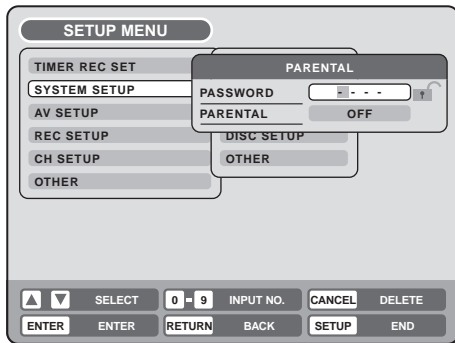 SETUP MENU
TIMER REC SET
SYSTEM SETUP
AV SETUP
REC SETUP
CH SETUP
OTHER
PARENTAL
PASSWORD - - - -
PARENTAL OFF
DISC SETUP
OTHER
SELECT 0 - 9 INPUT NO. CANCEL DELETE
ENTER ENTER RETURN BACK SETUP END